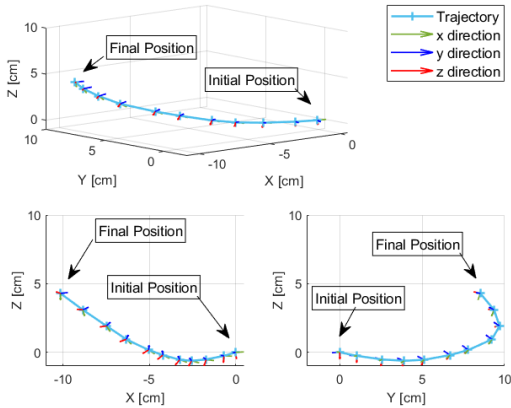 Trajectory
x direction
y direction
z direction
Final Position
Initial Position
10
5
0
Z [cm]
10
5
0
Y [cm]
-10
-5
0
X [cm]
10
5
0
Z [cm]
Final Position
Initial Position
-10
-5
0
X [cm]
10
5
0
Z [cm]
Final Position
Initial Position
0
5
10
Y [cm]